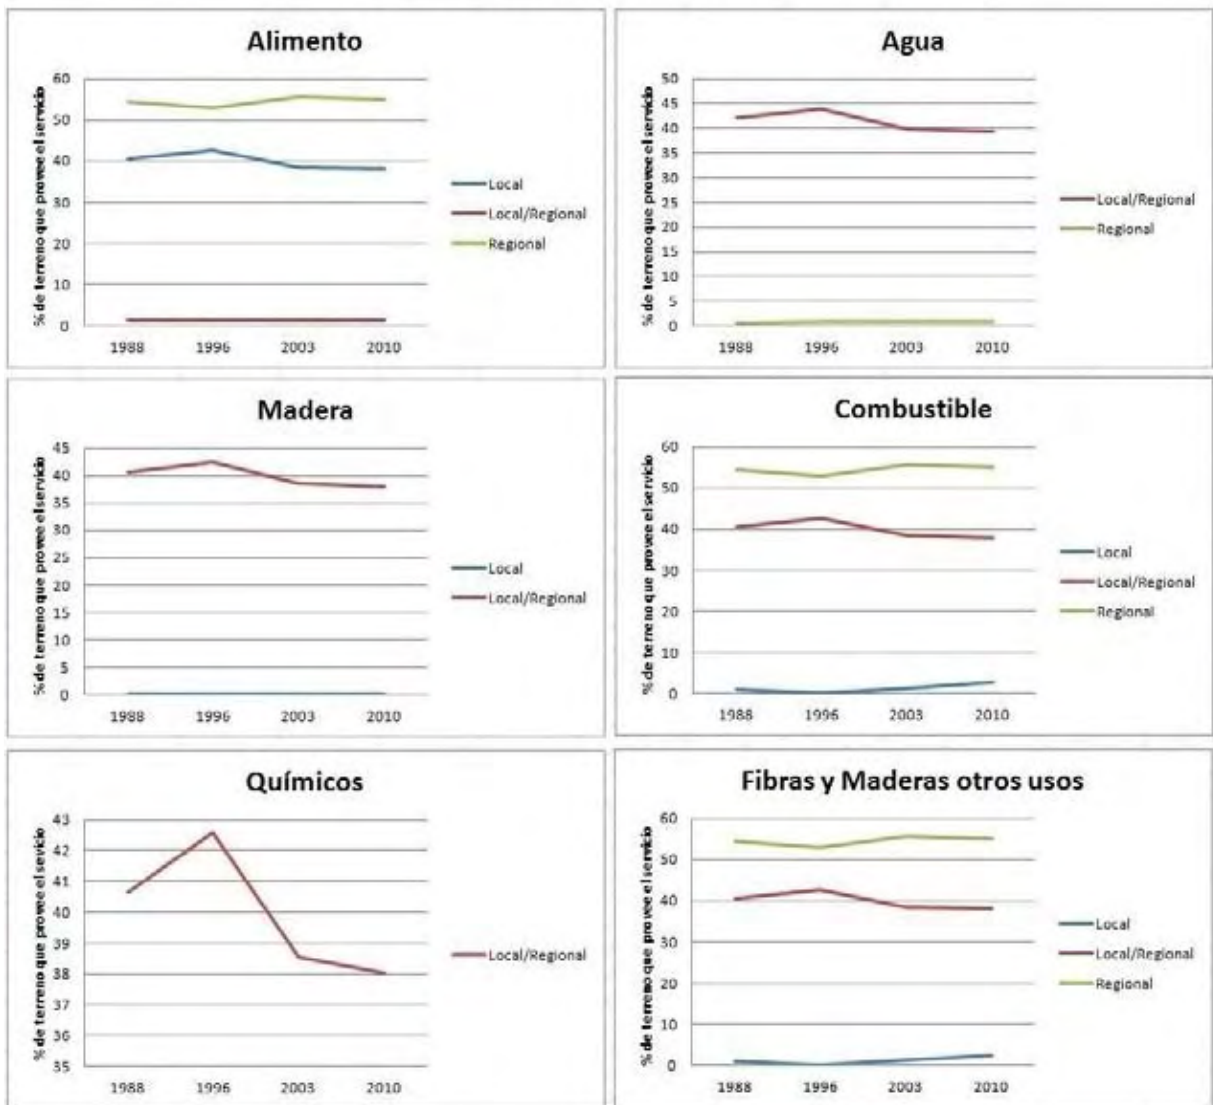 Alimento
% de terreno que provee el servicio
60
50
40
30
20
10
0
1988 1996 2003 2010
Local
Local/Regional
Regional
Agua
% de terreno que provee el servicio
50
45
40
35
30
25
20
15
10
5
0
1988 1996 2003 2010
Local/Regional
Regional
Madera
% de terreno que provee el servicio
45
40
35
30
25
20
15
10
5
0
1988 1996 2003 2010
Local
Local/Regional
Combustible
% de terreno que provee el servicio
60
50
40
30
20
10
0
1988 1996 2003 2010
Local
Local/Regional
Regional
Químicos
% de terreno que provee el sevicio
43
42
41
40
39
38
37
36
35
1988 1996 2003 2010
Local/Regional
Fibras y Maderas otros usos
% de terreno que provee el servicio
60
50
40
30
20
10
0
1988 1996 2003 2010
Local
Local/Regional
Regional